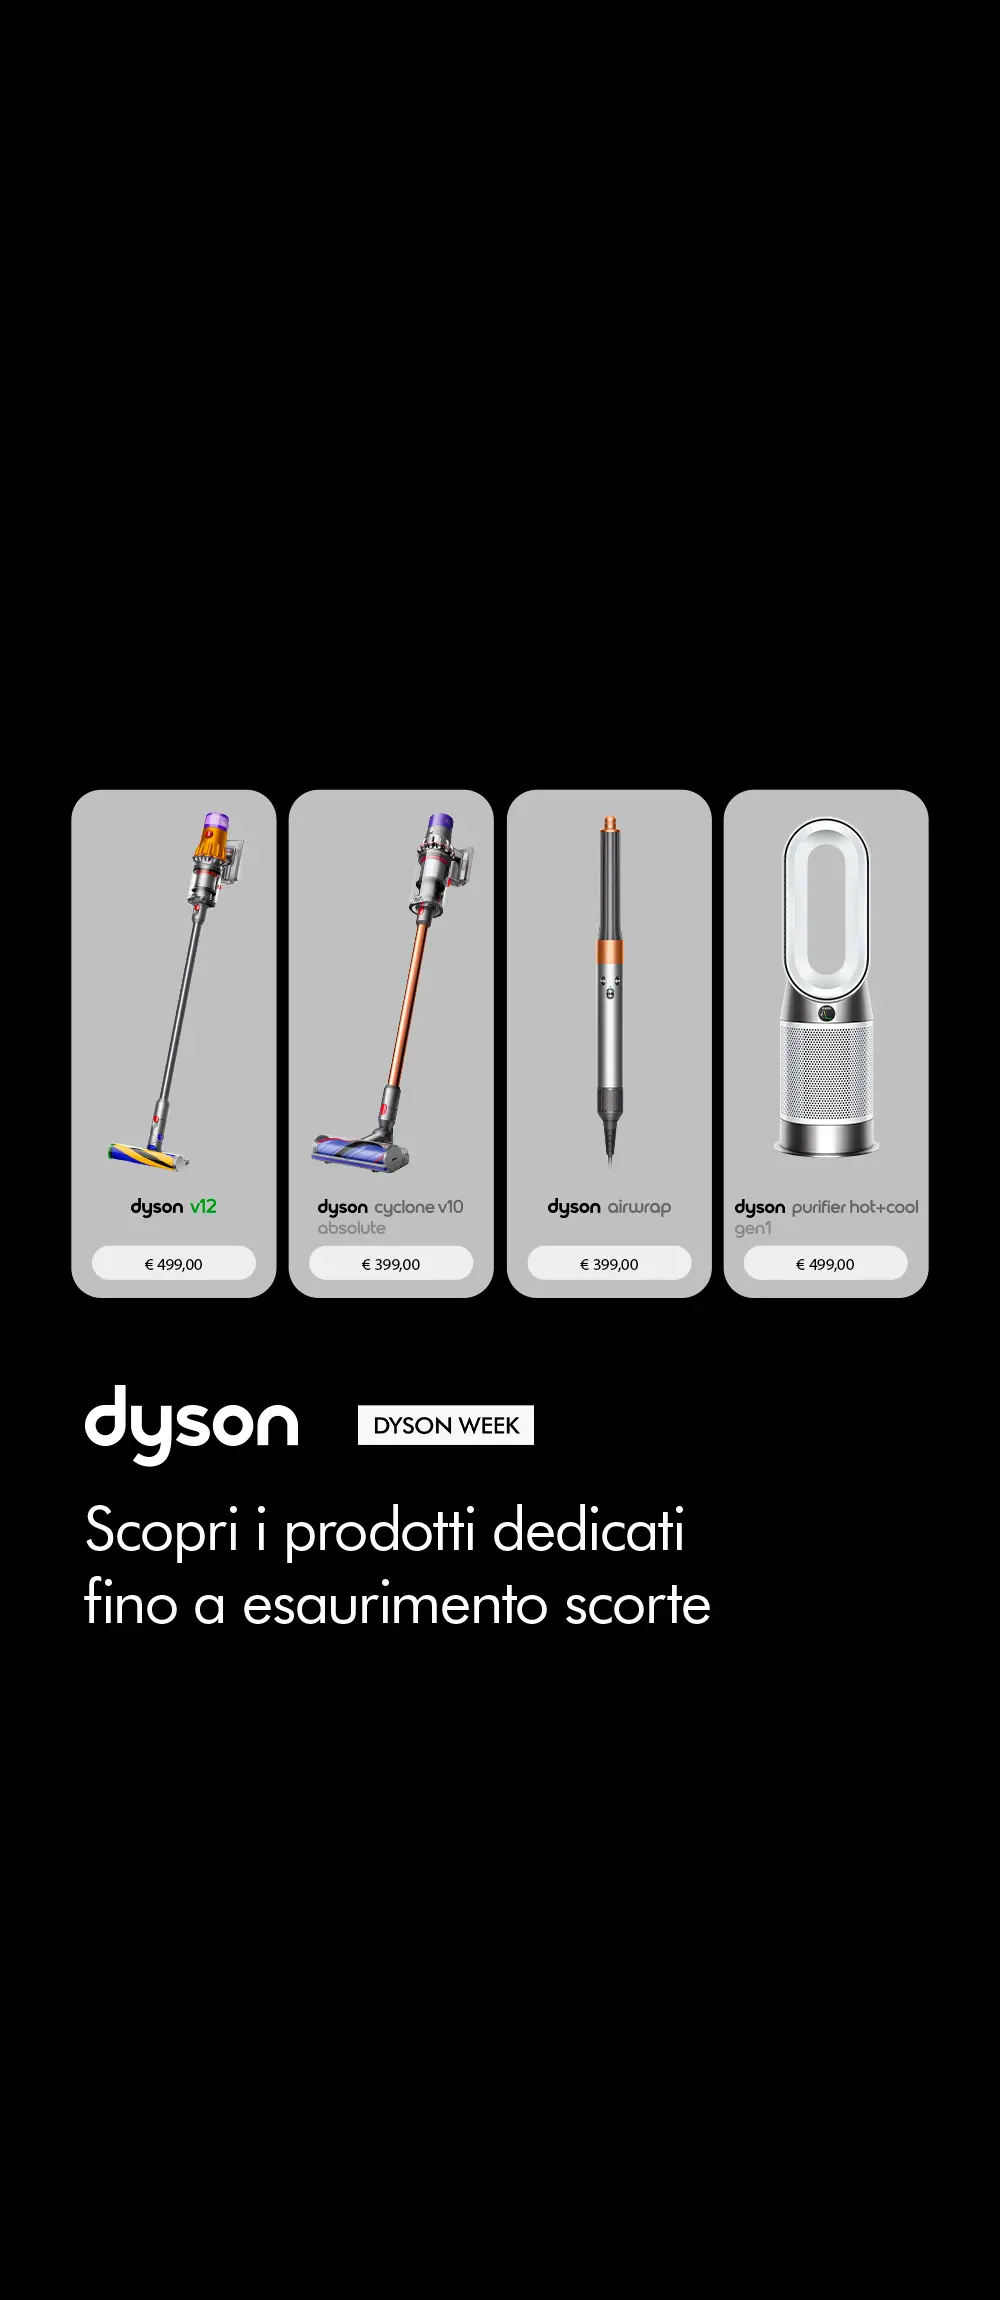 dyson v12
€ 499,00
dyson cyclone v10
absolute
€ 399,00
dyson airwrap
€ 399,00
dyson purifier hot+cool
gen1
€ 499,00
dyson
DYSON WEEK
Scopri i prodotti dedicati
fino a esaurimento scorte